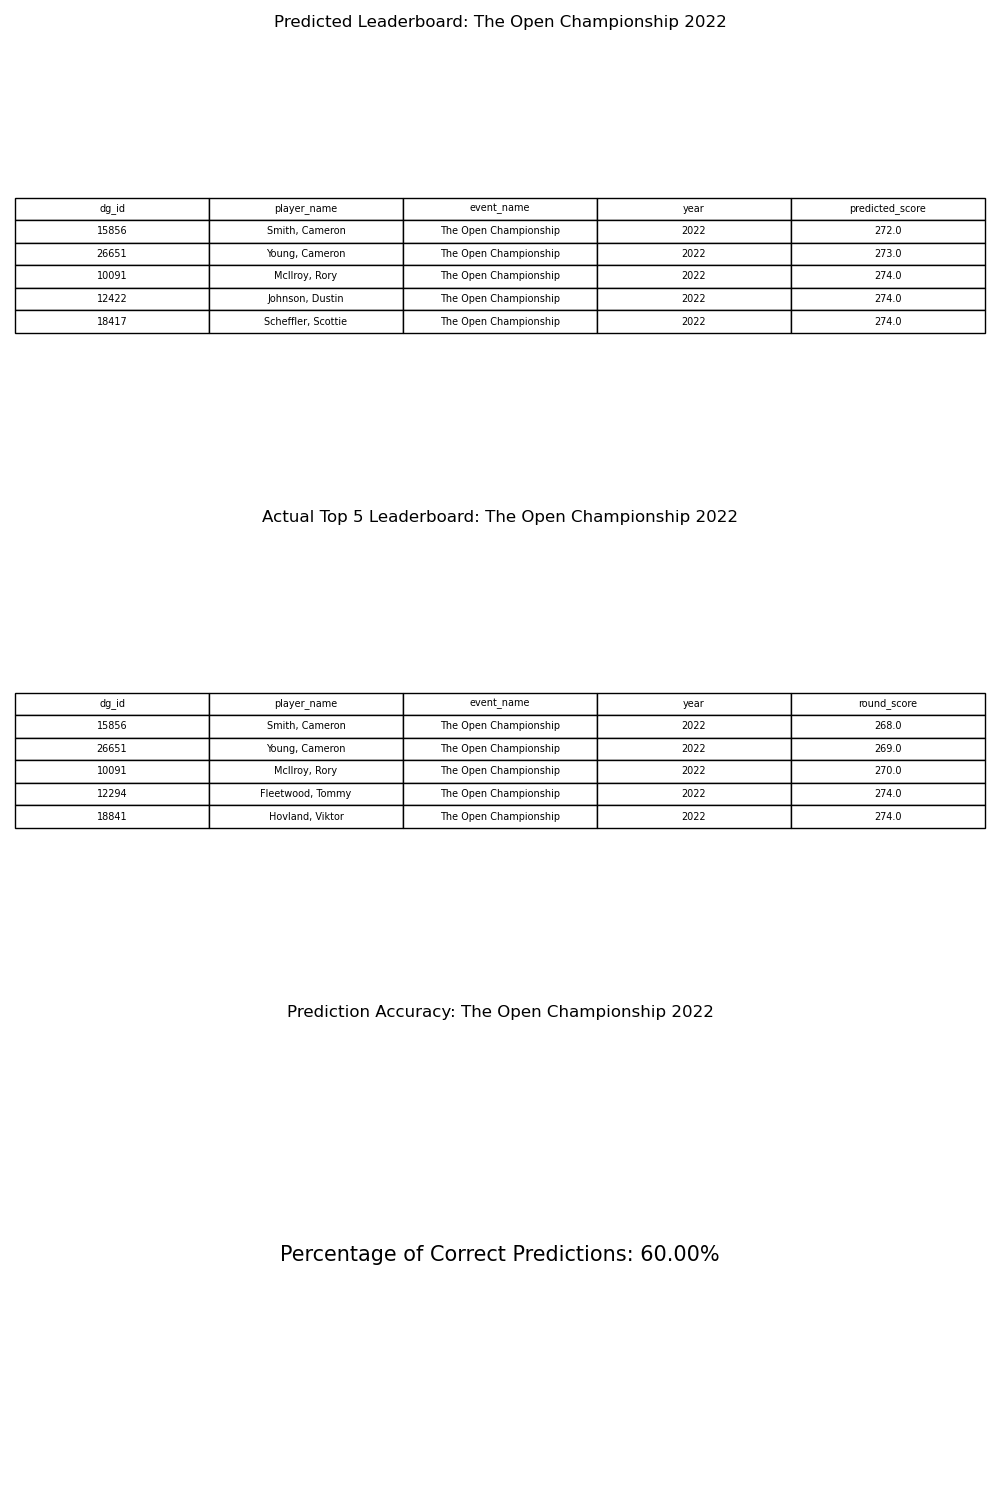 Predicted Leaderboard: The Open Championship 2022
dg_id player_name event_name year predicted_score
15856 Smith, Cameron The Open Championship 2022 272.0
26651 Young, Cameron The Open Championship 2022 273.0
10091 McIlroy, Rory The Open Championship 2022 274.0
12422 Johnson, Dustin The Open Championship 2022 274.0
18417 Scheffler, Scottie The Open Championship 2022 274.0
Actual Top 5 Leaderboard: The Open Championship 2022
dg_id player_name event_name year round_score
15856 Smith, Cameron The Open Championship 2022 268.0
26651 Young, Cameron The Open Championship 2022 269.0
10091 McIlroy, Rory The Open Championship 2022 270.0
12294 Fleetwood, Tommy The Open Championship 2022 274.0
18841 Hovland, Viktor The Open Championship 2022 274.0
Prediction Accuracy: The Open Championship 2022
Percentage of Correct Predictions: 60.00%